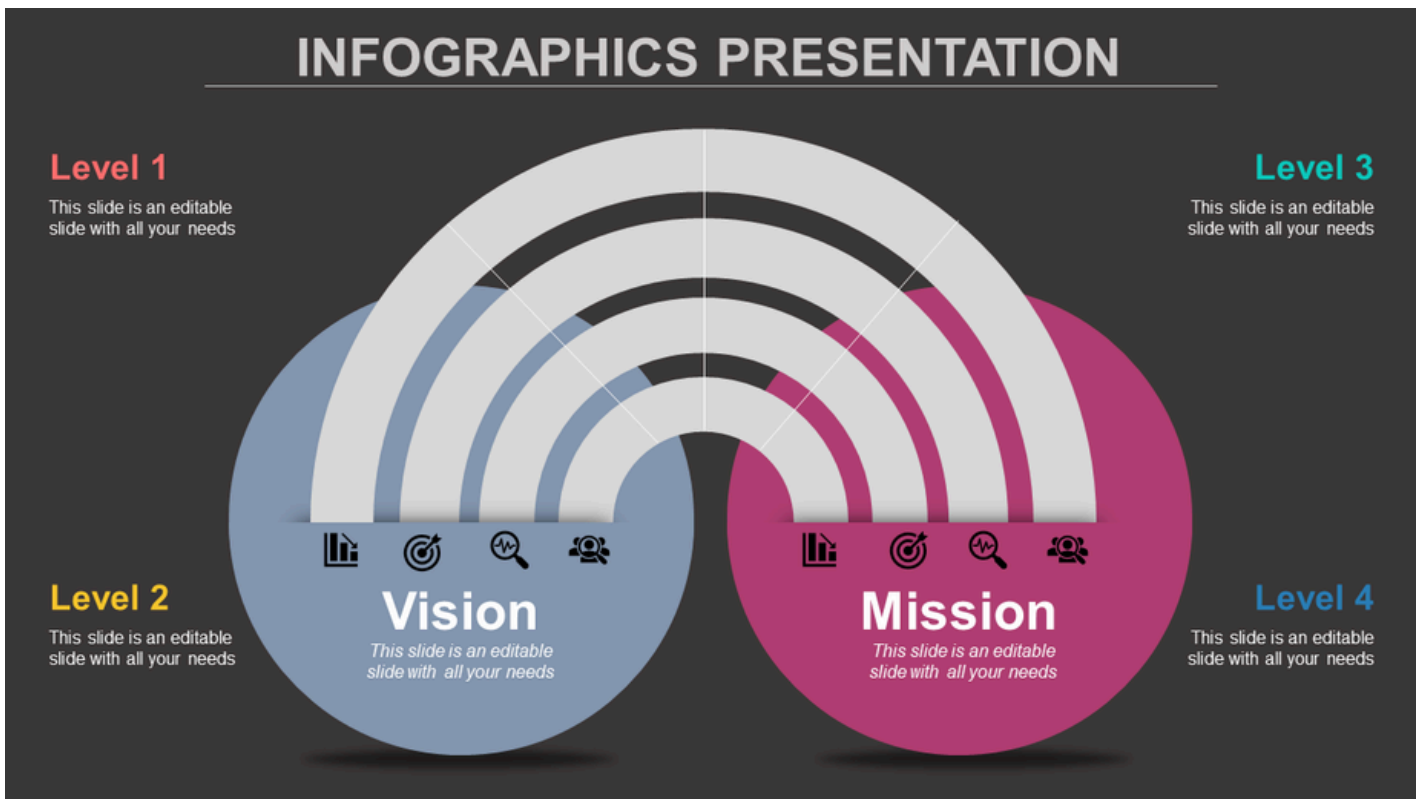 INFOGRAPHICS PRESENTATION
Level 1
This slide is an editable
slide with all your needs
Level 3
This slide is an editable
slide with all your needs
Level 2
This slide is an editable
slide with all your needs
Vision
This slide is an editable
slide with all your needs
Mission
This slide is an editable
slide with all your needs
Level 4
This slide is an editable
slide with all your needs